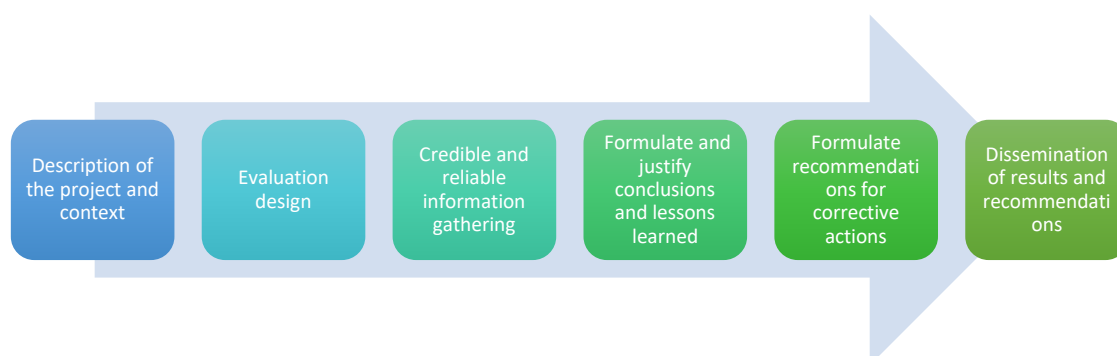 Description of
the project and
context
Evaluation
design
Credible and
reliable
information
gathering
Formulate and
justify
conclusions
and lessons
learned
Formulate
recommendati
ons for
corrective
actions
Dissemination
of results and
recommendati
ons